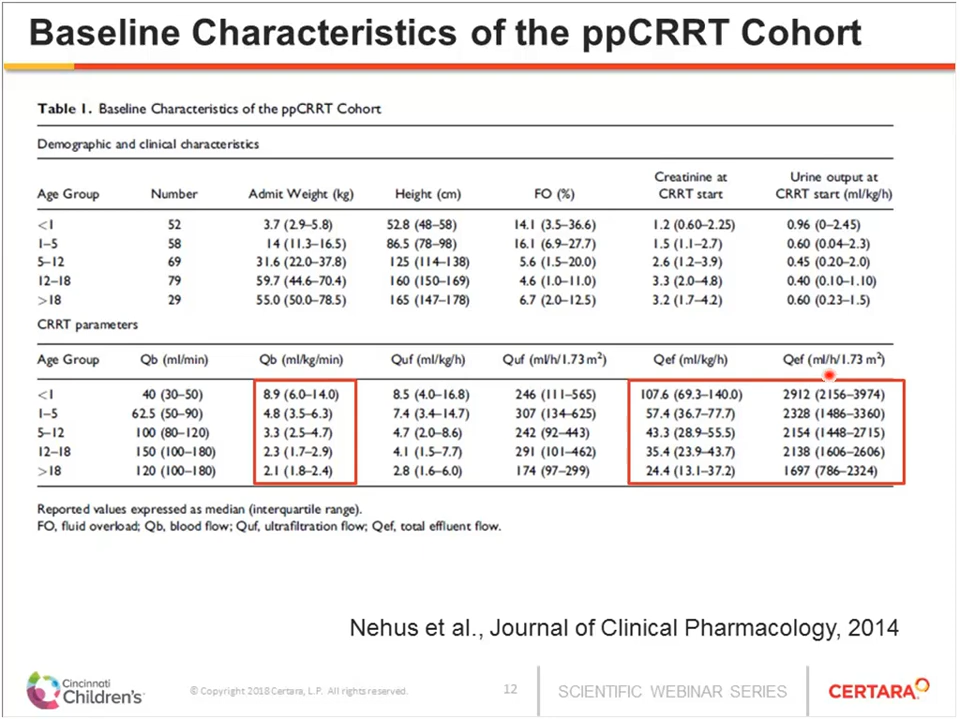 Baseline Characteristics of the ppCRRT Cohort
Table 1. Baseline Characteristics of the ppCRRT Cohort
Demographic and clinical characteristics
Age Group Number Admit Weight (kg) Height (cm) FO (%) Creatinine at CRRT start Urine output at CRRT start (ml/kg/h)
<1 52 3.7 (2.9–5.8) 52.8 (48–58) 14.1 (3.5–36.6) 1.2 (0.60–2.25) 0.96 (0–2.45)
1–5 58 14 (11.3–16.5) 86.5 (78–98) 16.1 (6.9–27.7) 1.5 (1.1–2.7) 0.60 (0.04–2.3)
5–12 69 31.6 (22.0–37.8) 125 (114–138) 5.6 (1.5–20.0) 2.6 (1.2–3.9) 0.45 (0.20–2.0)
12–18 79 59.7 (44.6–70.4) 160 (150–169) 4.6 (1.0–11.0) 3.3 (2.0–4.8) 0.40 (0.10–1.10)
>18 29 55.0 (50.0–78.5) 165 (147–178) 6.7 (2.0–12.5) 3.2 (1.7–4.2) 0.60 (0.23–1.5)
CRRT parameters
Age Group Qb (ml/min) Qb (ml/kg/min) Quf (ml/kg/h) Quf (ml/h/1.73 m²) Qef (ml/kg/h) Qef (ml/h/1.73 m²)
<1 40 (30–50) 8.9 (6.0–14.0) 8.5 (4.0–16.8) 246 (111–565) 107.6 (69.3–140.0) 2912 (2156–3974)
1–5 62.5 (50–90) 4.8 (3.5–6.3) 7.4 (3.4–14.7) 307 (134–625) 57.4 (36.7–77.7) 2328 (1486–3360)
5–12 100 (80–120) 3.3 (2.5–4.7) 4.7 (2.0–8.6) 242 (92–443) 43.3 (28.9–55.5) 2154 (1448–2715)
12–18 150 (100–180) 2.3 (1.7–2.9) 4.1 (1.5–7.7) 291 (101–462) 35.4 (23.9–43.7) 2138 (1606–2606)
>18 120 (100–180) 2.1 (1.8–2.4) 2.8 (1.6–6.0) 174 (97–299) 24.4 (13.1–37.2) 1697 (786–2324)
Reported values expressed as median (interquartile range).
FO, fluid overload; Qb, blood flow; Quf, ultrafiltration flow; Qef, total effluent flow.
Nehus et al., Journal of Clinical Pharmacology, 2014
Cincinnati
Children's
© Copyright 2018 Certara, L.P. All rights reserved.
12
SCIENTIFIC WEBINAR SERIES
CERTARA